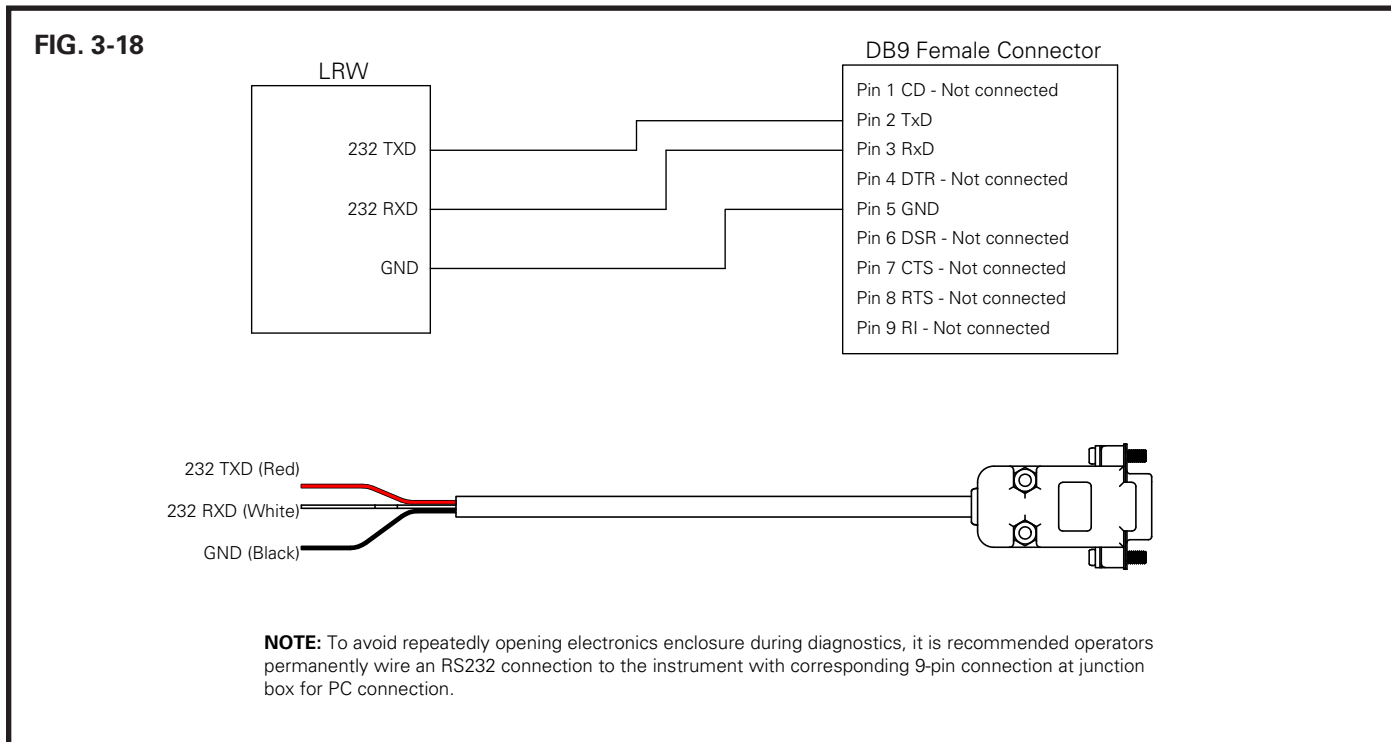 FIG. 3-18
LRW
232 TXD
232 RXD
GND
DB9 Female Connector
Pin 1 CD - Not connected
Pin 2 TxD
Pin 3 RxD
Pin 4 DTR - Not connected
Pin 5 GND
Pin 6 DSR - Not connected
Pin 7 CTS - Not connected
Pin 8 RTS - Not connected
Pin 9 RI - Not connected
232 TXD (Red)
232 RXD (White)
GND (Black)
NOTE: To avoid repeatedly opening electronics enclosure during diagnostics, it is recommended operators
permanently wire an RS232 connection to the instrument with corresponding 9-pin connection at junction
box for PC connection.